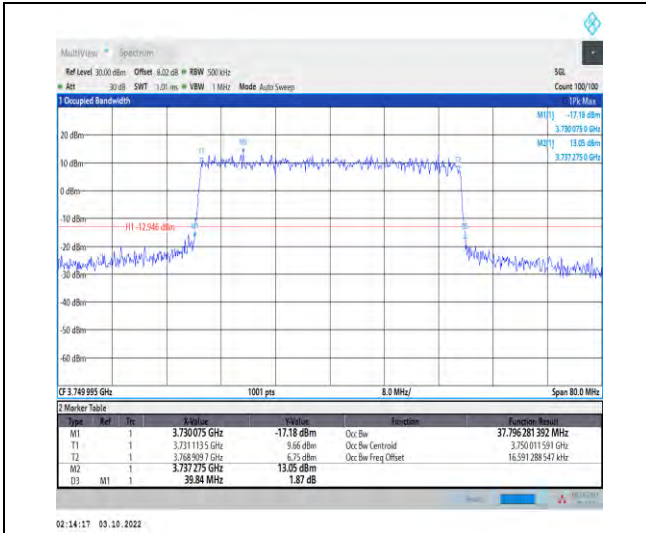 MultiView Spectrum
Ref Level 30.00 dBm Offset 8.02 dB RBW 500 kHz SGL
Att 30 dB SWT 1.01 ms VBW 1 MHz Mode Auto Sweep Count 100/100
1 Occupied Bandwidth 1Pk Max
M1[1] -17.18 dBm
3.730 075 0 GHz
M2[1] 13.05 dBm
3.737 275 0 GHz
20 dBm
M2
T1 T2
10 dBm
0 dBm
-10 dBm
H1 -12.946 dBm
-20 dBm
-30 dBm
-40 dBm
-50 dBm
-60 dBm
CF 3.749 995 GHz 1001 pts 8.0 MHz/ Span 80.0 MHz
2 Marker Table
Type Ref Trc X-Value Y-Value Function Function Result
M1 1 3.730 075 GHz -17.18 dBm Occ Bw 37.796 281 392 MHz
T1 1 3.731 113 5 GHz 9.66 dBm Occ Bw Centroid 3.750 011 591 GHz
T2 1 3.768 909 7 GHz 6.75 dBm Occ Bw Freq Offset 16.591 288 547 kHz
M2 1 3.737 275 GHz 13.05 dBm
D3 M1 1 39.84 MHz 1.87 dB
02:14:17 03.10.2022